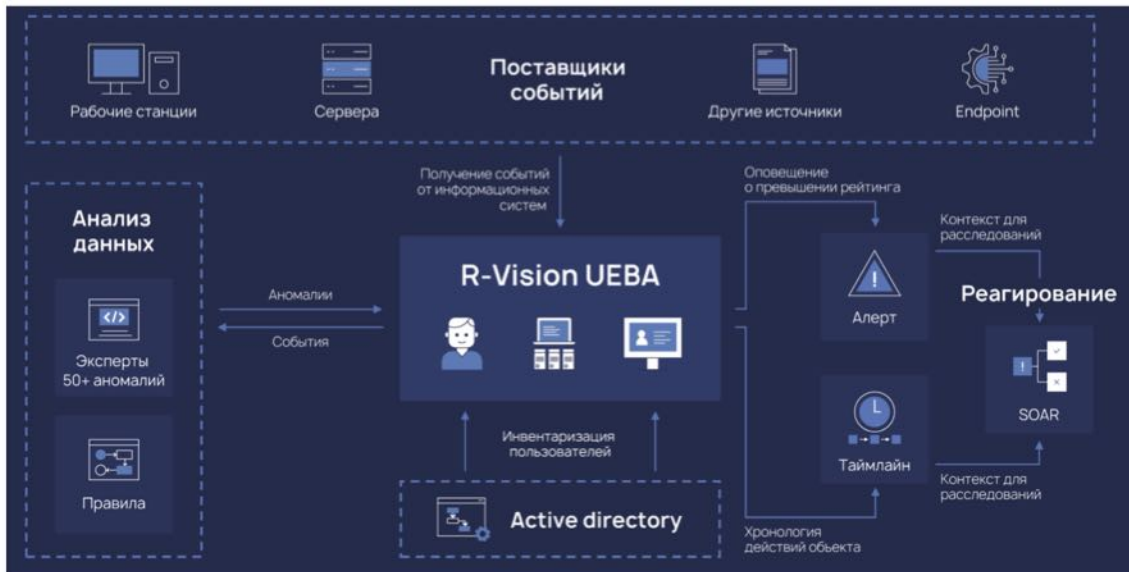 Поставщики
событий
Рабочие станции
Сервера
Другие источники
Endpoint
Получение событий
от информационных
систем
Оповещение
о превышении рейтинга
Анализ
данных
Эксперты
50+ аномалий
Правила
Аномалии
События
R-Vision UEBA
Инвентаризация
пользователей
Active directory
Алерт
Таймлайн
Хронология
действий обьекта
Контекст для
расследований
Реагирование
SOAR
Контекст для
расследований